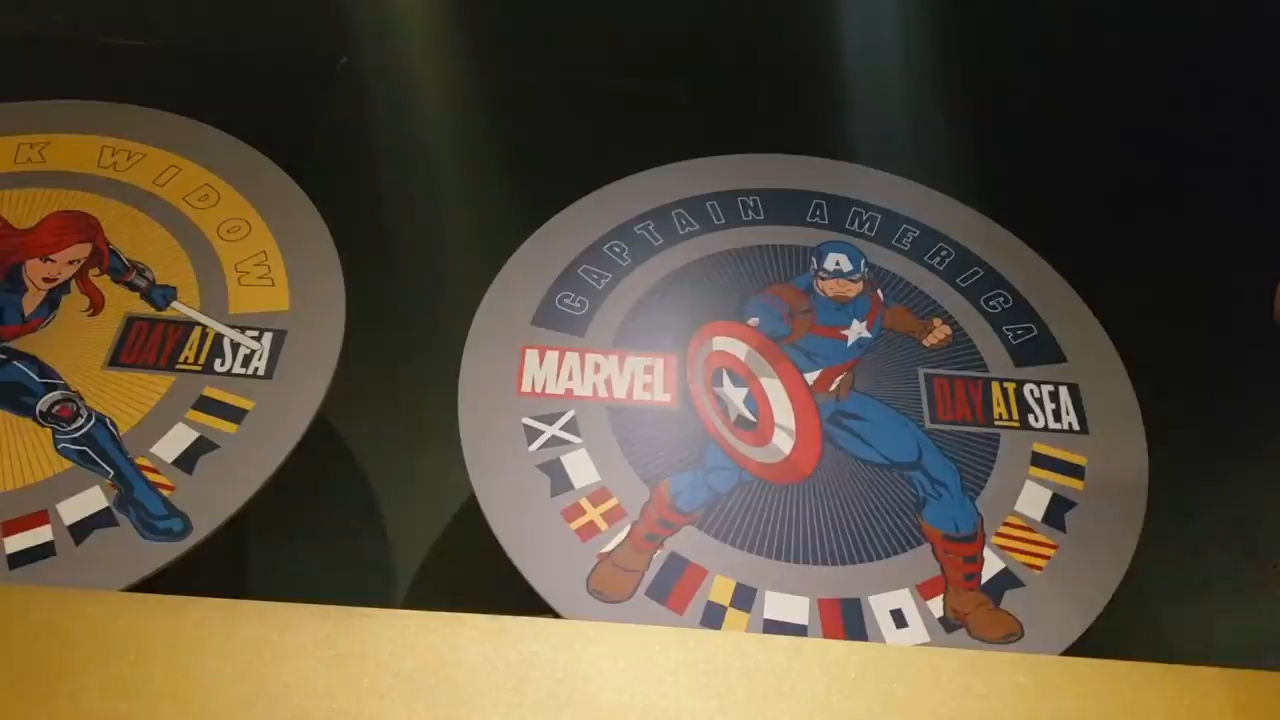 K WIDOW
DAY AT SEA
CAPTAIN AMERICA
A
MARVEL
DAY AT SEA